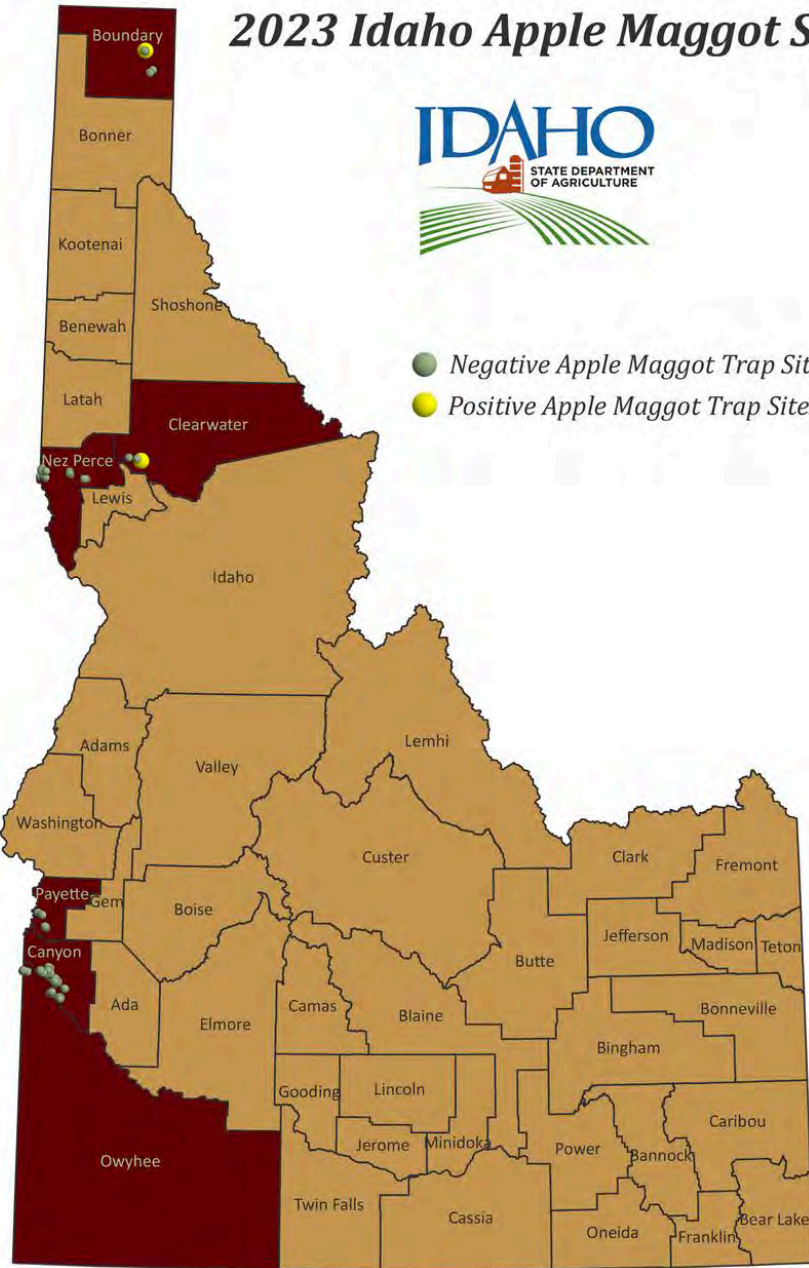 2023 Idaho Apple Maggot S
IDAHO
STATE DEPARTMENT
OF AGRICULTURE
Negative Apple Maggot Trap Sit
Positive Apple Maggot Trap Site
Boundary
Bonner
Kootenai
Shoshone
Benewah
Latah
Clearwater
Nez Perce
Lewis
Idaho
Adams
Valley
Lemhi
Washington
Custer
Clark
Fremont
Payette
Gem
Boise
Butte
Jefferson
Madison
Teton
Canyon
Ada
Elmore
Camas
Blaine
Bonneville
Bingham
Gooding
Lincoln
Caribou
Jerome
Minidoka
Power
Bannock
Owyhee
Twin Falls
Cassia
Oneida
Franklin
Bear Lake